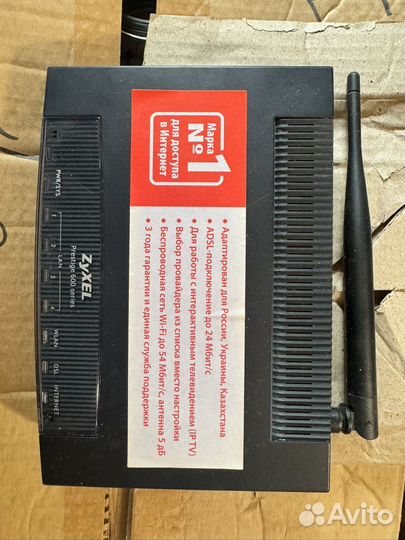 ZyXEL
Prestige 600 series
PWR/SYS
1
2
3
4
LAN
WLAN
DSL
INTERNET
Марка
№1
для доступа
в Интернет
• Адаптирован для России, Украины, Казахстана
• ADSL-подключение до 24 Мбит/с
• Для работы с интерактивным телевидением (IP TV)
• Выбор провайдера из списка вместо настройки
• Беспроводная сеть Wi-Fi до 54 Мбит/с, антенна 5 дБ
• 3 года гарантии и единая служба поддержки
Avito